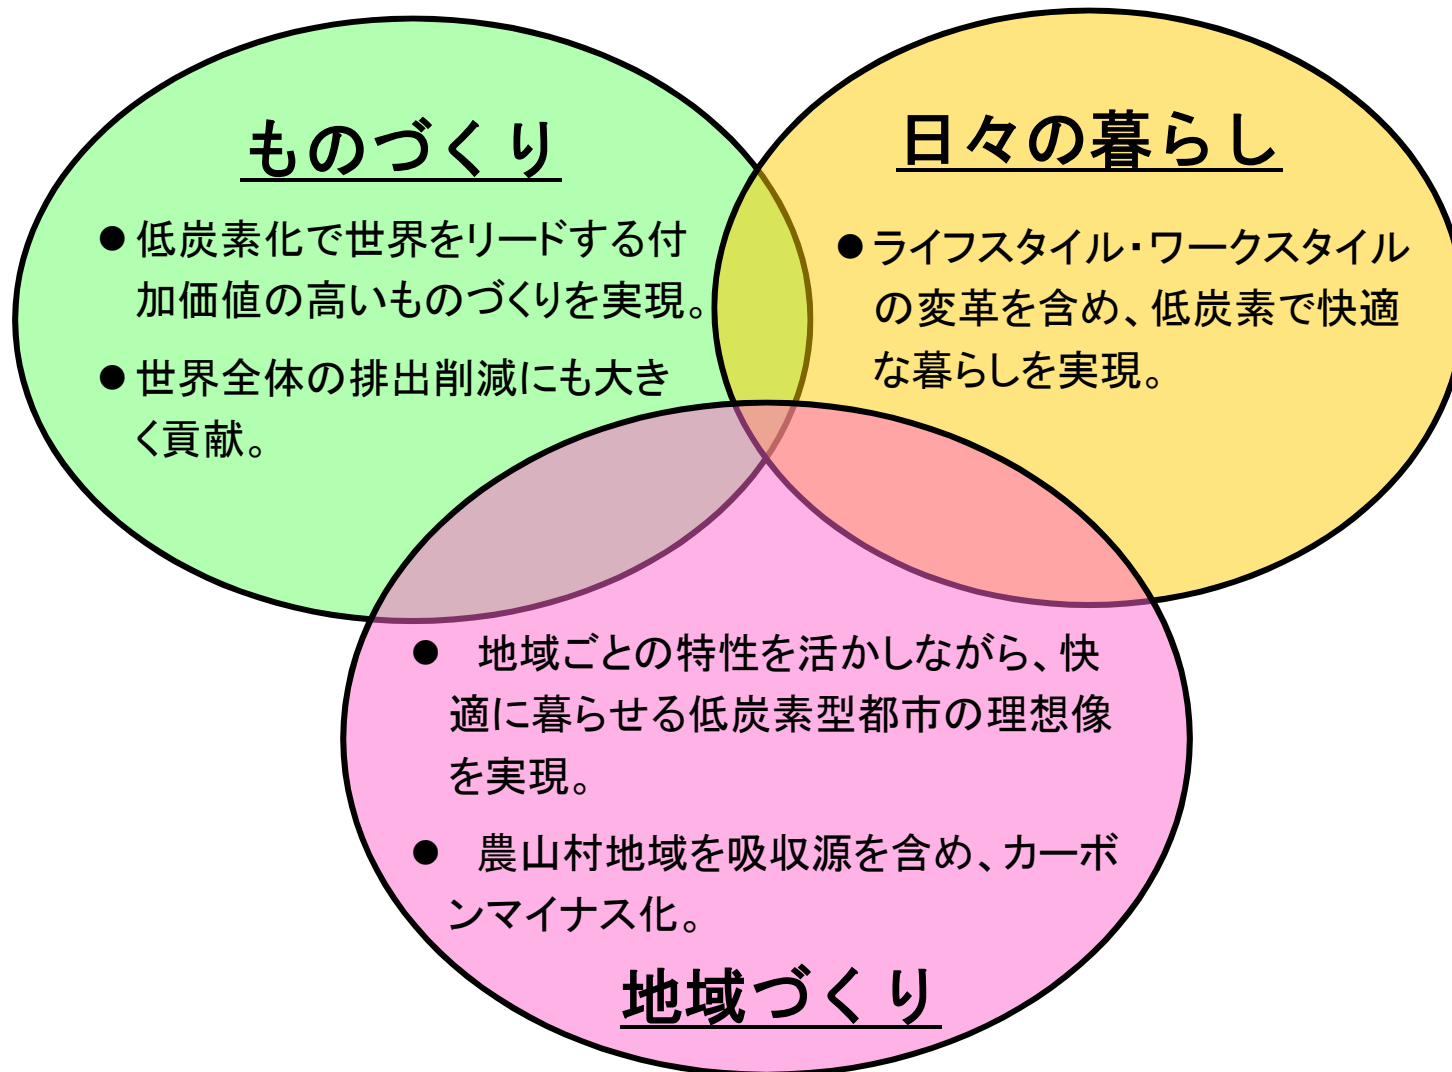 ものづくり
●低炭素化で世界をリードする付
加価値の高いものづくりを実現。
●世界全体の排出削減にも大き
く貢献。
日々の暮らし
●ライフスタイル・ワークスタイル
の変革を含め、低炭素で快適
な暮らしを実現。
● 地域ごとの特性を活かしながら、快
適に暮らせる低炭素型都市の理想像
を実現。
● 農山村地域を吸収源を含め、カーボ
ンマイナス化。
地域づくり